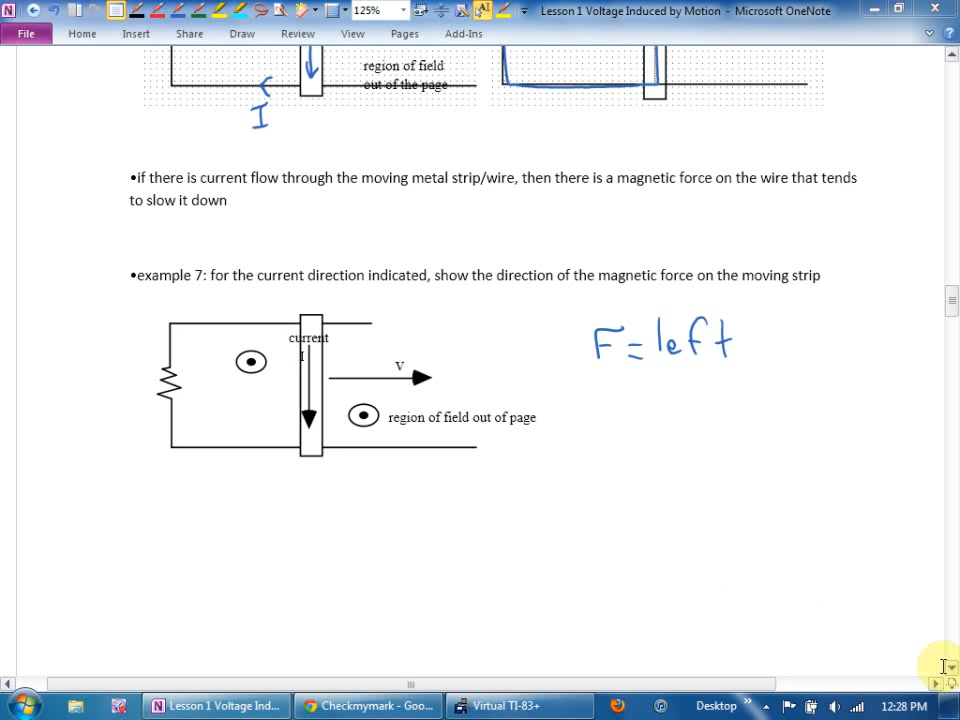 125%
Lesson 1 Voltage Induced by Motion - Microsoft OneNote
File Home Insert Share Draw Review View Pages Add-Ins
region of field
out of the page
I
•if there is current flow through the moving metal strip/wire, then there is a magnetic force on the wire that tends
to slow it down
•example 7: for the current direction indicated, show the direction of the magnetic force on the moving strip
current
I
F = left
v
region of field out of page
Lesson 1 Voltage Ind... Checkmymark - Goo... Virtual TI-83+ Desktop 12:28 PM